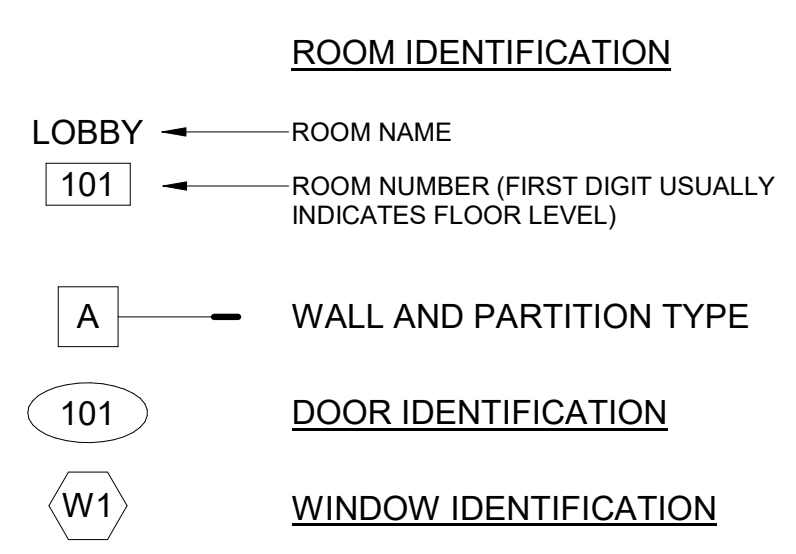 ROOM IDENTIFICATION
LOBBY ROOM NAME
101 ROOM NUMBER (FIRST DIGIT USUALLY
INDICATES FLOOR LEVEL)
A WALL AND PARTITION TYPE
101 DOOR IDENTIFICATION
W1 WINDOW IDENTIFICATION